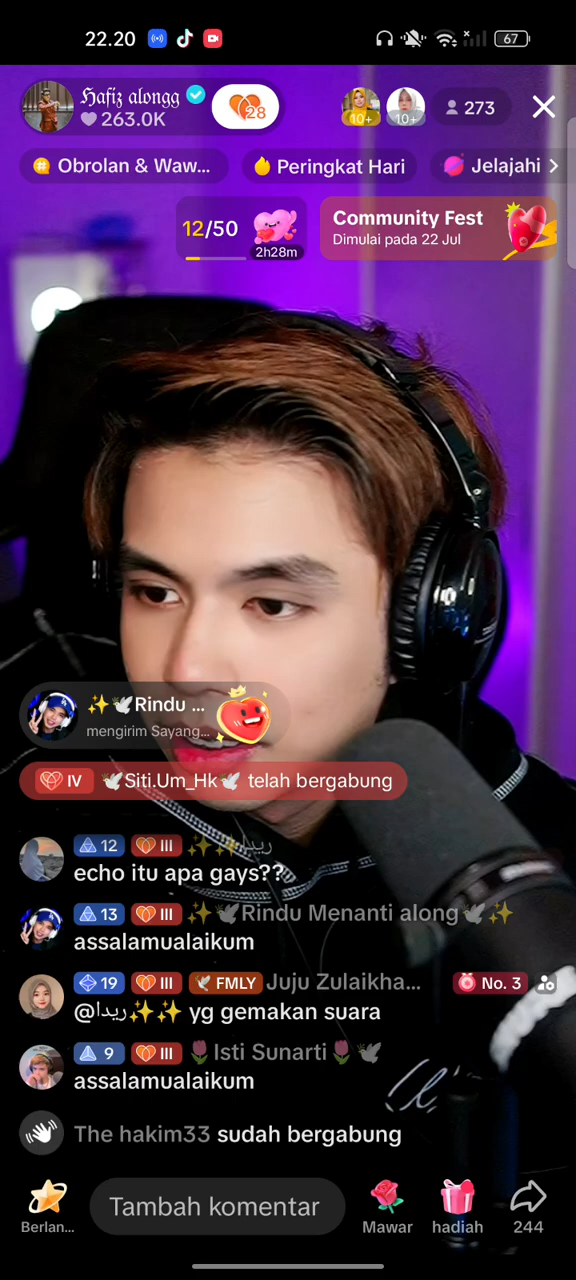 22.20
67
Hafiz alongg
263.0K
28
10+
10+
273
Obrolan & Waw...
Peringkat Hari
Jelajahi
12/50
2h28m
Community Fest
Dimulai pada 22 Jul
✨🕊️Rindu ...
mengirim Sayang...
IV 🕊️Siti.Um_Hk🕊️ telah bergabung
12 III ✨✨ريدا
echo itu apa gays??
13 III ✨🕊️Rindu Menanti along🕊️✨
assalamualaikum
19 III FMLY Juju Zulaikha... No. 3
@ريدا✨✨ yg gemakan suara
9 III 🌷Isti Sunarti🌷🕊️
assalamualaikum
The hakim33 sudah bergabung
Berlan...
Tambah komentar
Mawar
hadiah
244